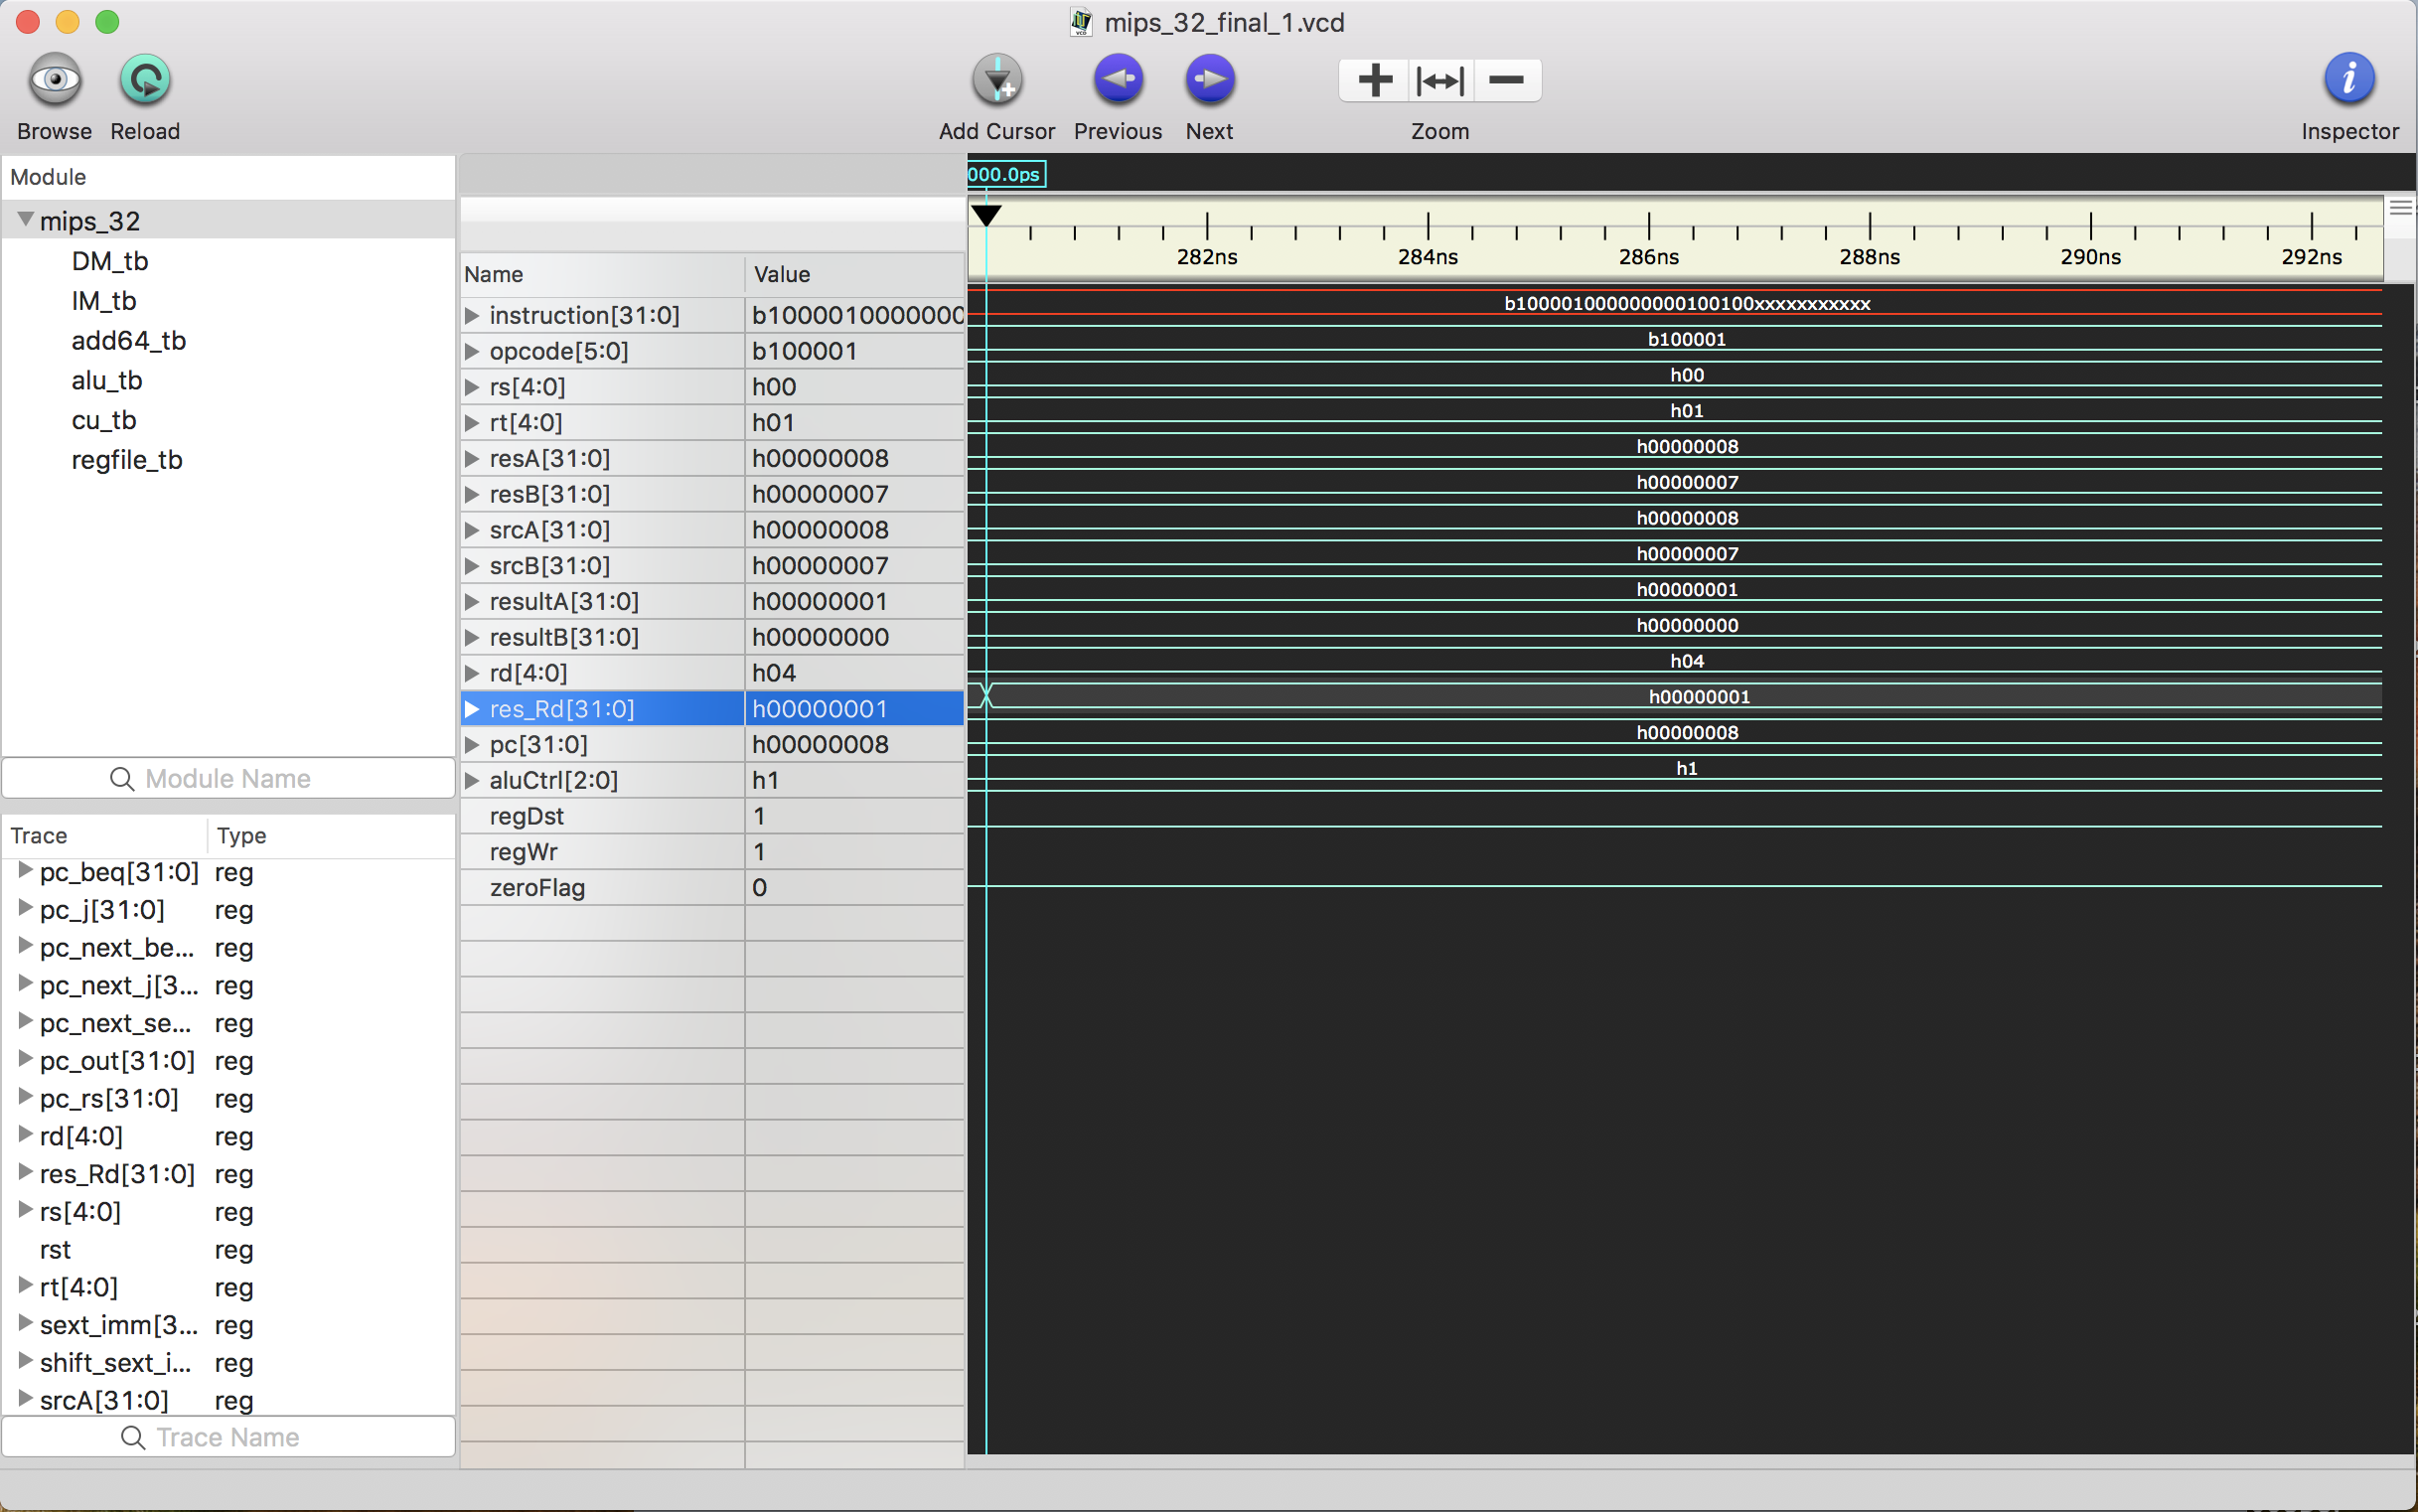 mips_32_final_1.vcd
Browse Reload Add Cursor Previous Next Zoom Inspector
Module
mips_32
DM_tb
IM_tb
add64_tb
alu_tb
cu_tb
regfile_tb
Module Name
Trace Type
pc_beq[31:0] reg
pc_j[31:0] reg
pc_next_be... reg
pc_next_j[3... reg
pc_next_se... reg
pc_out[31:0] reg
pc_rs[31:0] reg
rd[4:0] reg
res_Rd[31:0] reg
rs[4:0] reg
rst reg
rt[4:0] reg
sext_imm[3... reg
shift_sext_i... reg
srcA[31:0] reg
Trace Name
Name Value
instruction[31:0] b1000010000000
opcode[5:0] b100001
rs[4:0] h00
rt[4:0] h01
resA[31:0] h00000008
resB[31:0] h00000007
srcA[31:0] h00000008
srcB[31:0] h00000007
resultA[31:0] h00000001
resultB[31:0] h00000000
rd[4:0] h04
res_Rd[31:0] h00000001
pc[31:0] h00000008
aluCtrl[2:0] h1
regDst 1
regWr 1
zeroFlag 0
000.0ps
282ns 284ns 286ns 288ns 290ns 292ns
b100001000000000100100xxxxxxxxxxx
b100001
h00
h01
h00000008
h00000007
h00000008
h00000007
h00000001
h00000000
h04
h00000001
h00000008
h1